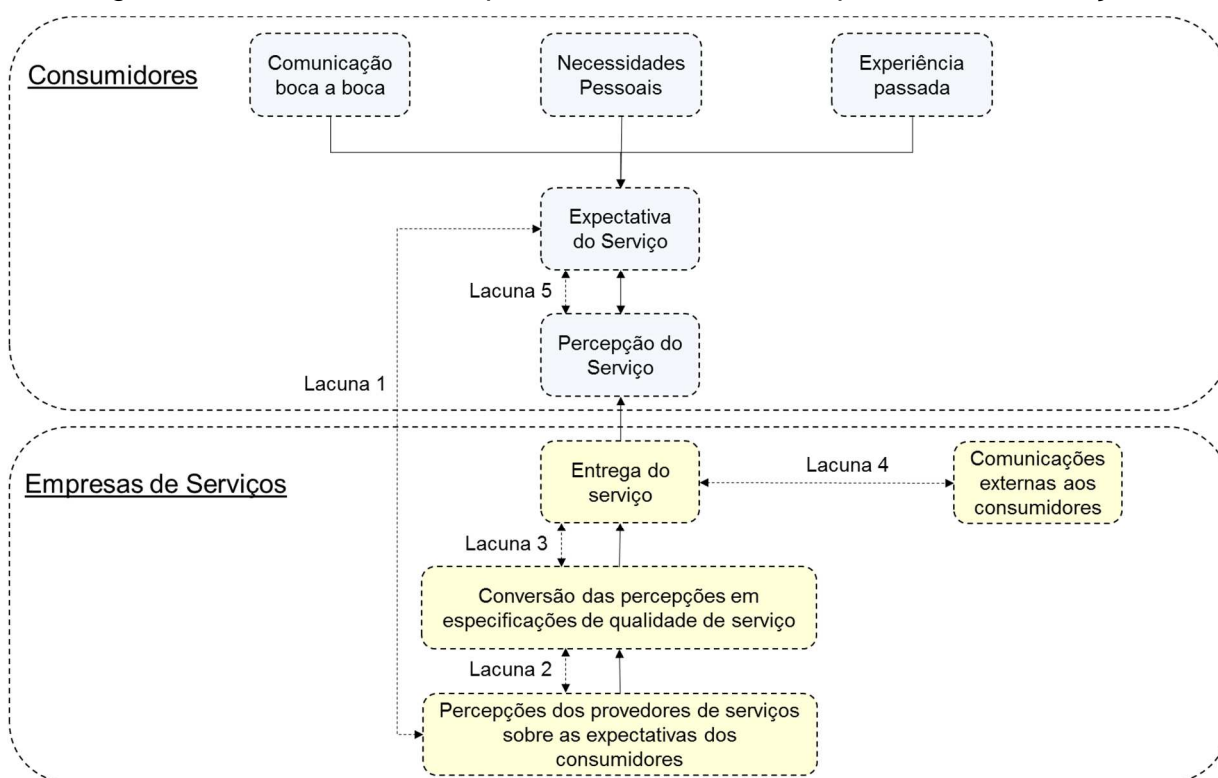 Consumidores
Comunicação
boca a boca
Necessidades
Pessoais
Experiência
passada
Expectativa
do Serviço
Lacuna 5
Percepção do
Serviço
Lacuna 1
Empresas de Serviços
Entrega do
serviço
Lacuna 4
Comunicações
externas aos
consumidores
Lacuna 3
Conversão das percepções em
especificações de qualidade de serviço
Lacuna 2
Percepções dos provedores de serviços
sobre as expectativas dos
consumidores